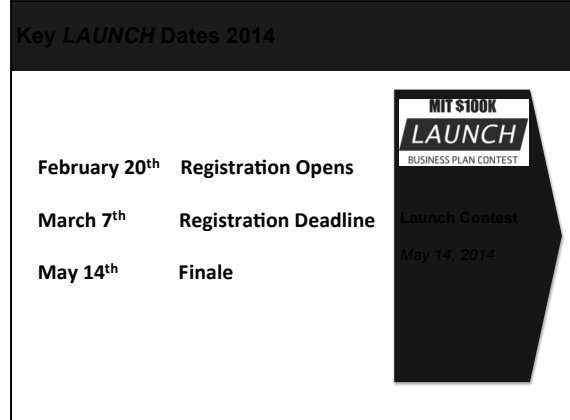 Key LAUNCH Dates 2014
MIT $100K
LAUNCH
BUSINESS PLAN CONTEST
February 20th Registration Opens
March 7th Registration Deadline
May 14th Finale
Launch Contest
May 14, 2014